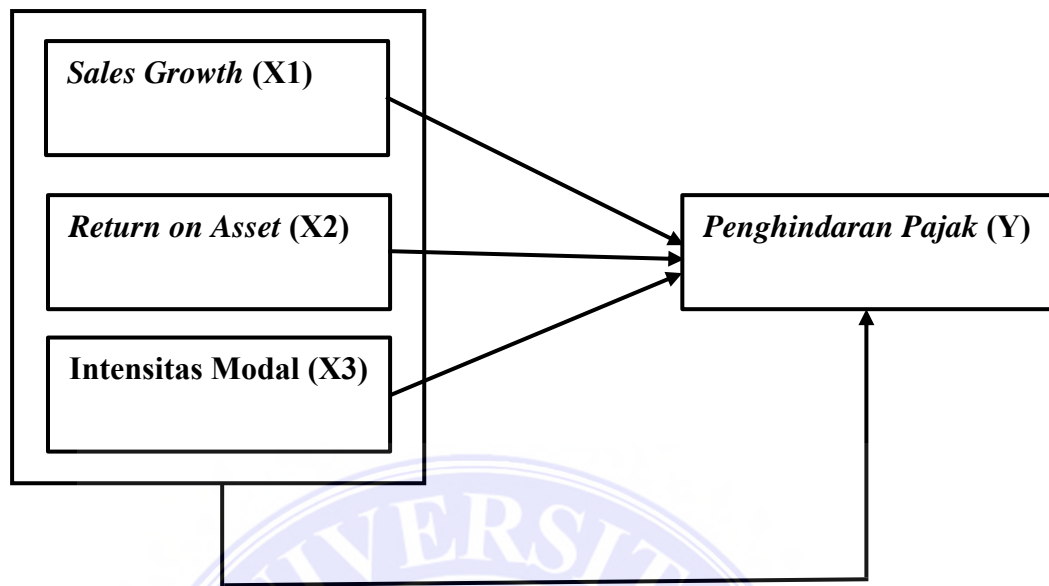 Sales Growth (X1)
Return on Asset (X2)
Penghindaran Pajak (Y)
Intensitas Modal (X3)